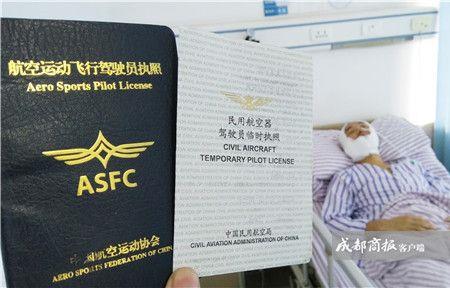 航空运动飞行驾驶员执照
Aero Sports Pilot License
ASFC
中国航空运动协会
AERO SPORTS FEDERATION OF CHINA
民用航空器
驾驶员临时执照
CIVIL AIRCRAFT
TEMPORARY PILOT LICENSE
中国民用航空局
CIVIL AVIATION ADMINISTRATION OF CHINA
成都商报客户端